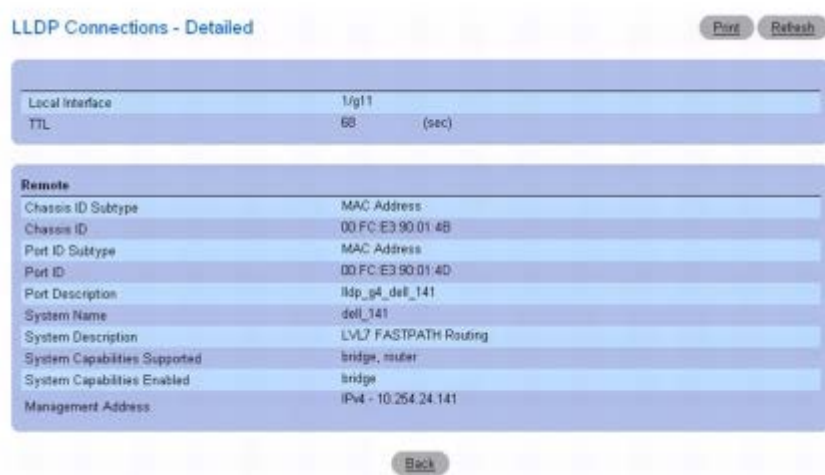 LLDP Connections - Detailed
Print Refresh
Local Interface 1/g11
TTL 68 (sec)
Remote
Chassis ID Subtype MAC Address
Chassis ID 00:FC:E3:90:01:4B
Port ID Subtype MAC Address
Port ID 00:FC:E3:90:01:4D
Port Description lldp_g4_dell_141
System Name dell_141
System Description LVL7 FASTPATH Routing
System Capabilities Supported bridge, router
System Capabilities Enabled bridge
Management Address IPv4 - 10.254.24.141
Back